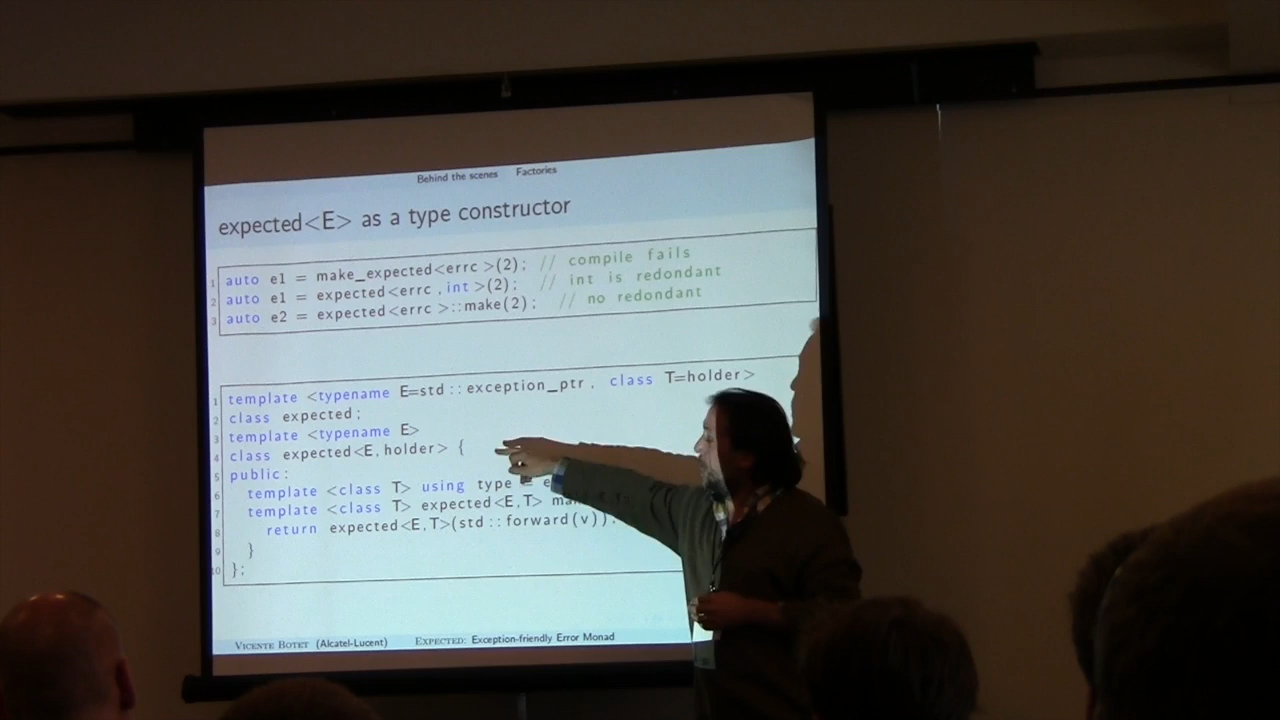 Behind the scenes Factories
expected<E> as a type constructor
1 auto e1 = make_expected<errc >(2); // compile fails
2 auto e1 = expected<errc ,int >(2); // int is redondant
3 auto e2 = expected<errc >::make(2); // no redondant
1 template <typename E=std::exception_ptr, class T=holder>
2 class expected;
3 template <typename E>
4 class expected<E,holder> {
5 public:
6 template <class T> using type = e
7 template <class T> expected<E,T>
8 return expected<E,T>(std::forward(v));
9 }
10 };
VICENTE BOTET (Alcatel-Lucent) EXPECTED: Exception-friendly Error Monad